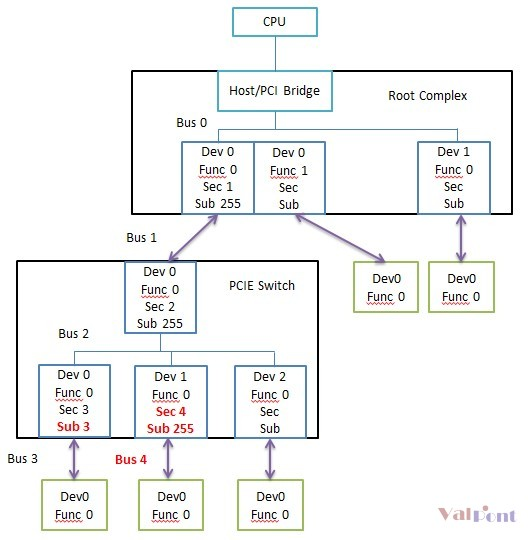 CPU
Host/PCI Bridge
Root Complex
Bus 0
Dev 0
Func 0
Sec 1
Sub 255
Dev 0
Func 1
Sec
Sub
Dev 1
Func 0
Sec
Sub
Bus 1
Dev0
Func 0
Dev0
Func 0
Dev 0
Func 0
Sec 2
Sub 255
PCIE Switch
Bus 2
Dev 0
Func 0
Sec 3
Sub 3
Dev 1
Func 0
Sec 4
Sub 255
Dev 2
Func 0
Sec
Sub
Bus 3
Bus 4
Dev0
Func 0
Dev0
Func 0
Dev0
Func 0
ValPont